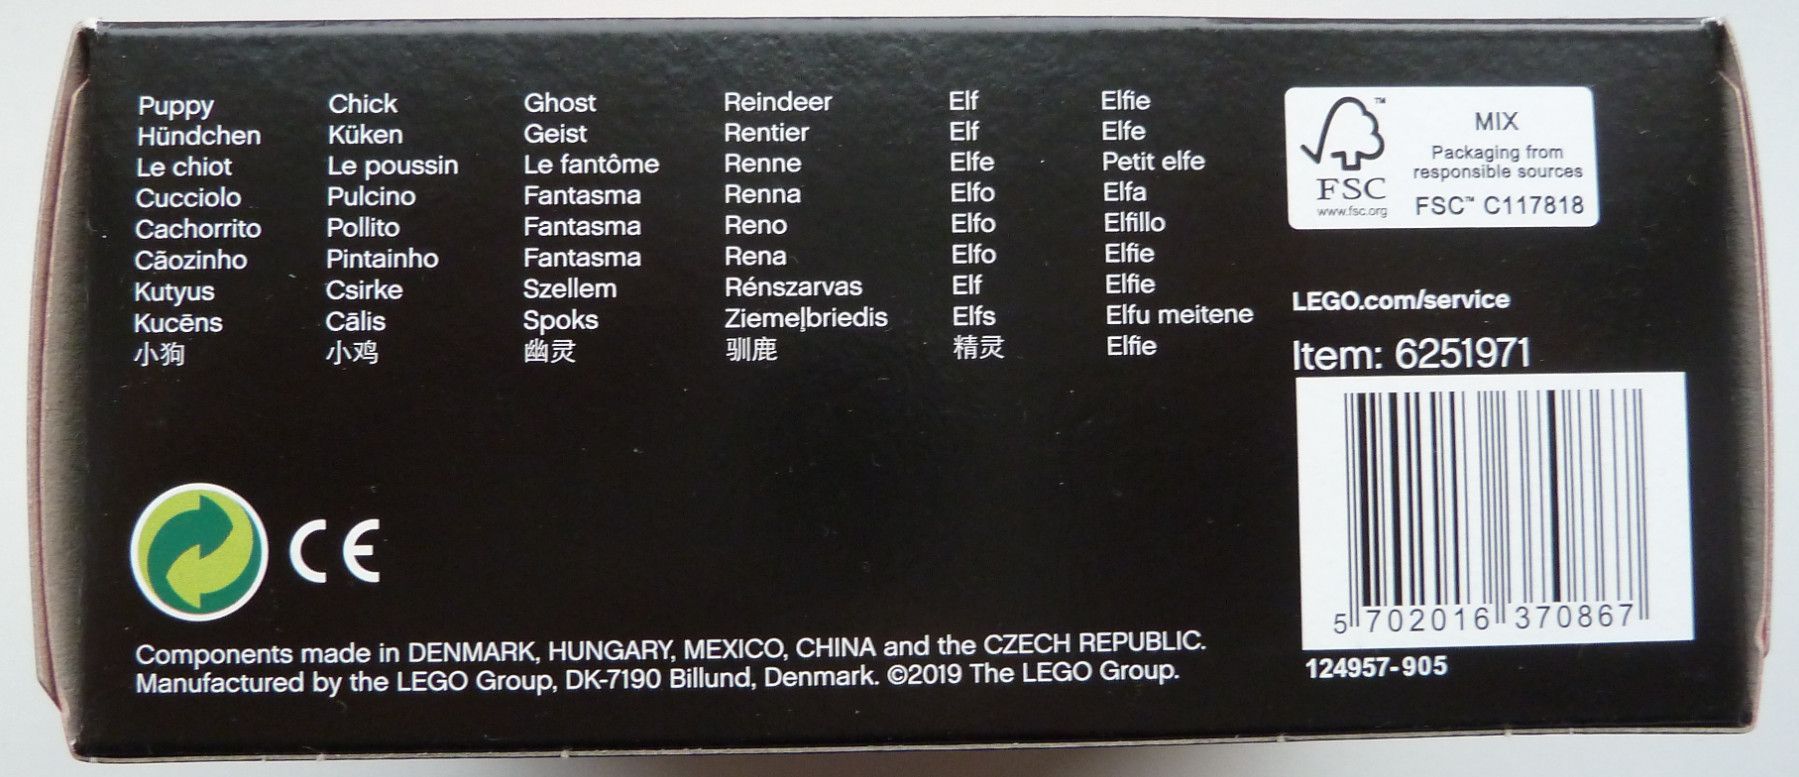 Puppy
Hündchen
Le chiot
Cucciolo
Cachorrito
Cãozinho
Kutyus
Kucēns
小狗
Chick
Küken
Le poussin
Pulcino
Pollito
Pintainho
Csirke
Cālis
小鸡
Ghost
Geist
Le fantôme
Fantasma
Fantasma
Fantasma
Szellem
Spoks
幽灵
Reindeer
Rentier
Renne
Renna
Reno
Rena
Rénszarvas
Ziemeļbriedis
驯鹿
Elf
Elf
Elfe
Elfo
Elfo
Elfo
Elf
Elfs
精灵
Elfie
Elfe
Petit elfe
Elfa
Elfillo
Elfie
Elfie
Elfu meitene
Elfie
™
FSC
www.fsc.org
MIX
Packaging from
responsible sources
FSC™ C117818
LEGO.com/service
Item: 6251971
5 702016 370867
124957-905
CE
Components made in DENMARK, HUNGARY, MEXICO, CHINA and the CZECH REPUBLIC.
Manufactured by the LEGO Group, DK-7190 Billund, Denmark. ©2019 The LEGO Group.